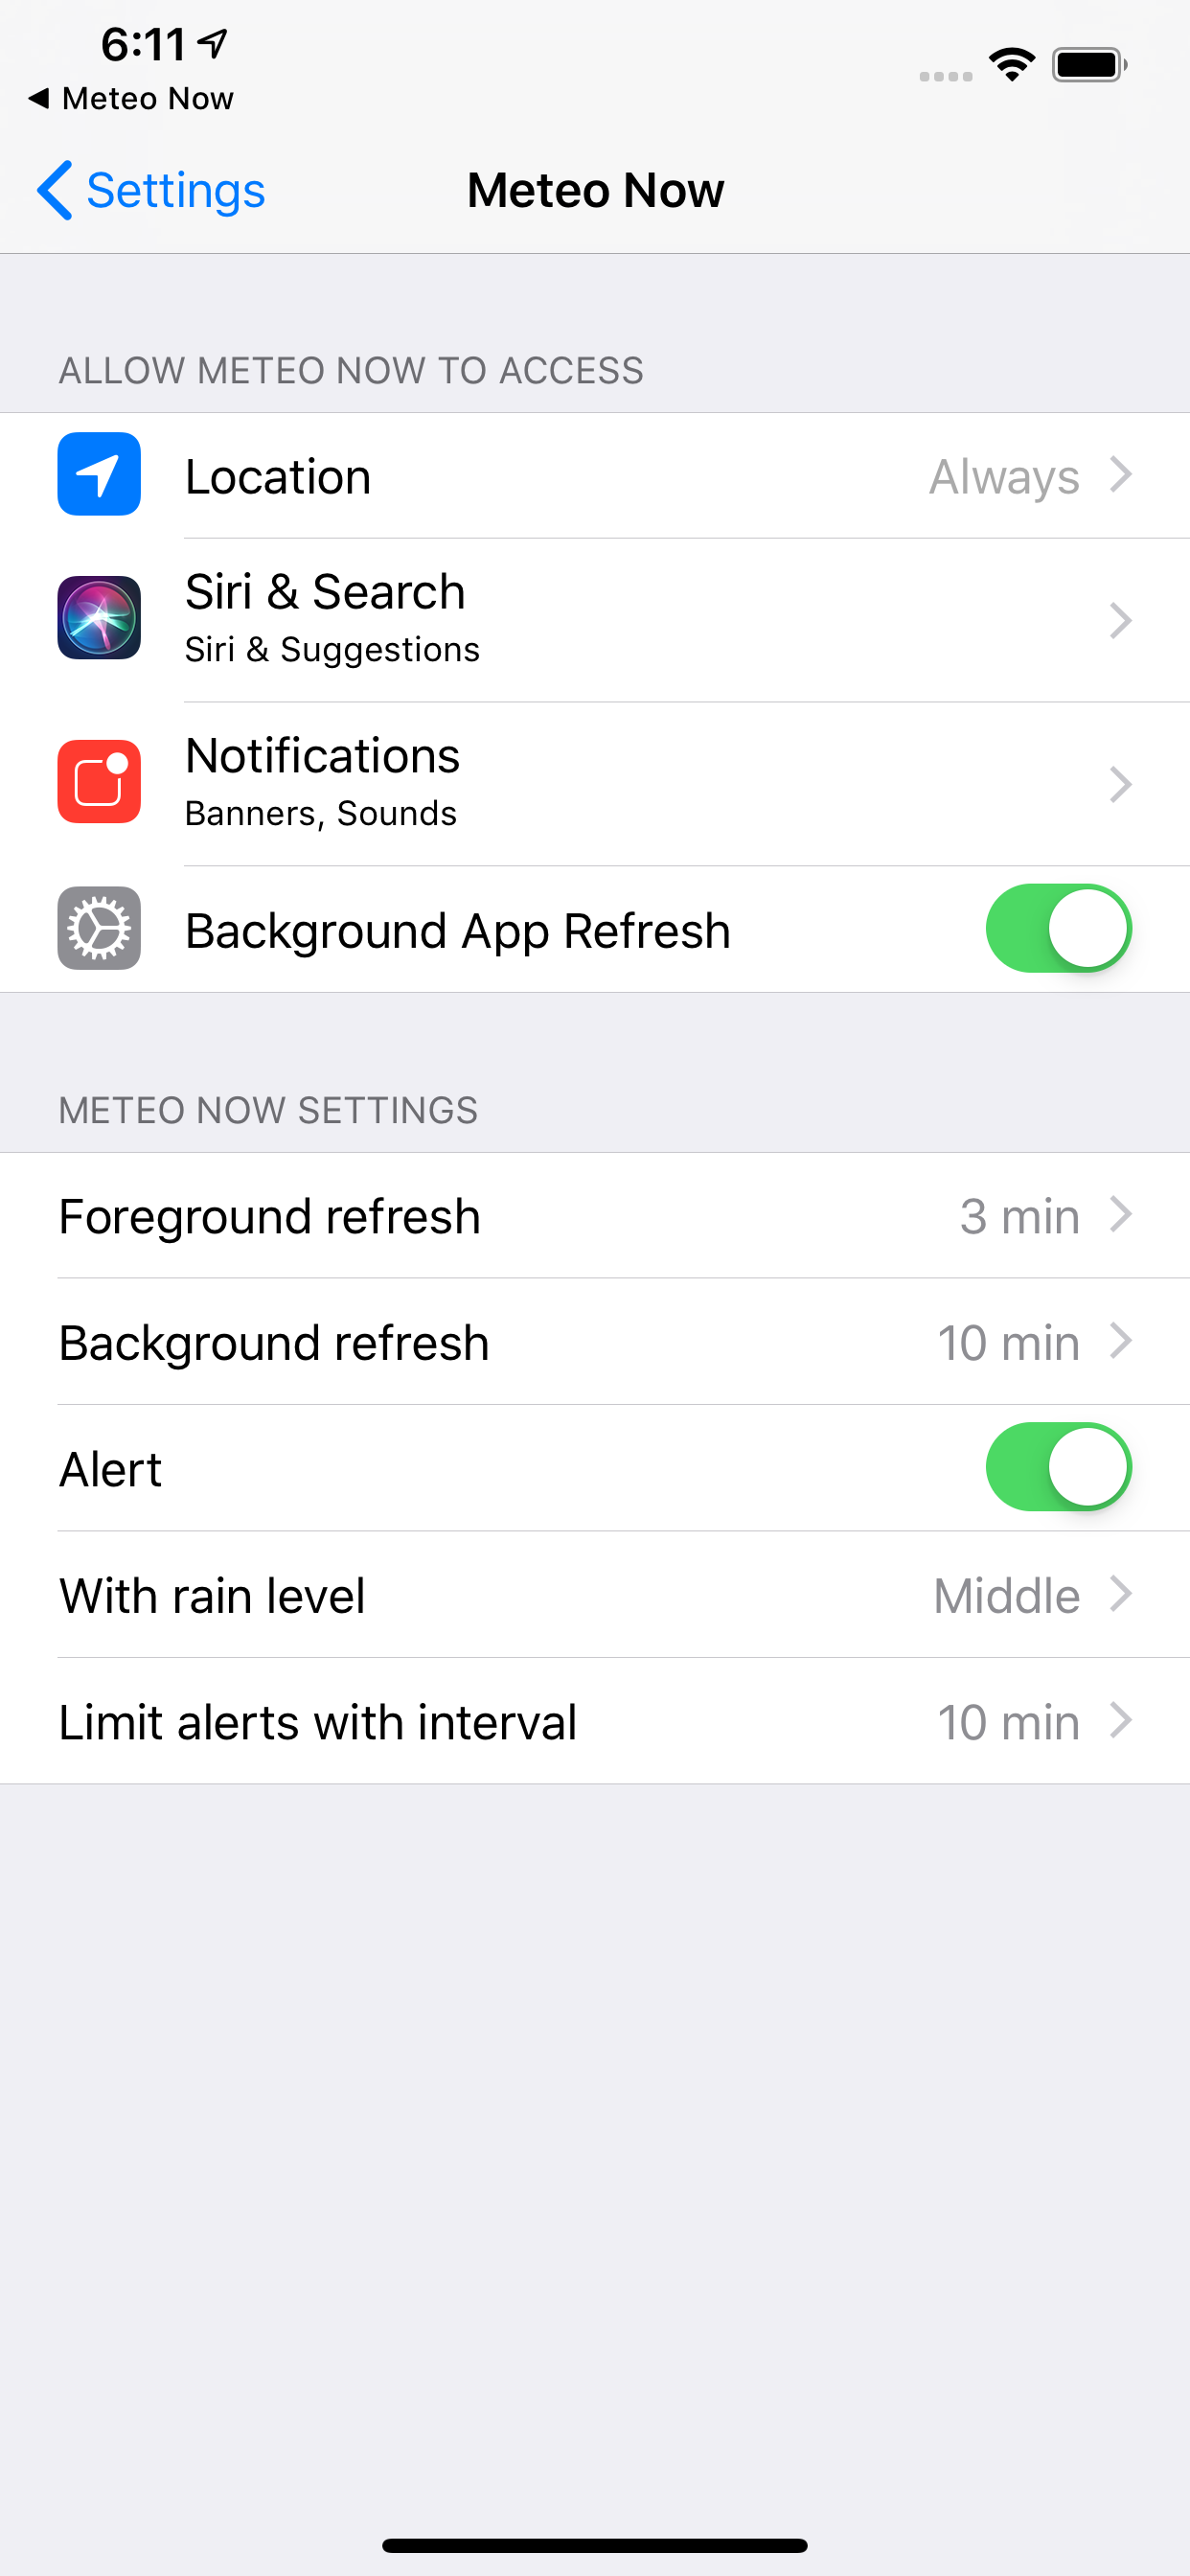 6:11
Meteo Now
Settings
Meteo Now
ALLOW METEO NOW TO ACCESS
Location Always
Siri & Search
Siri & Suggestions
Notifications
Banners, Sounds
Background App Refresh
METEO NOW SETTINGS
Foreground refresh 3 min
Background refresh 10 min
Alert
With rain level Middle
Limit alerts with interval 10 min